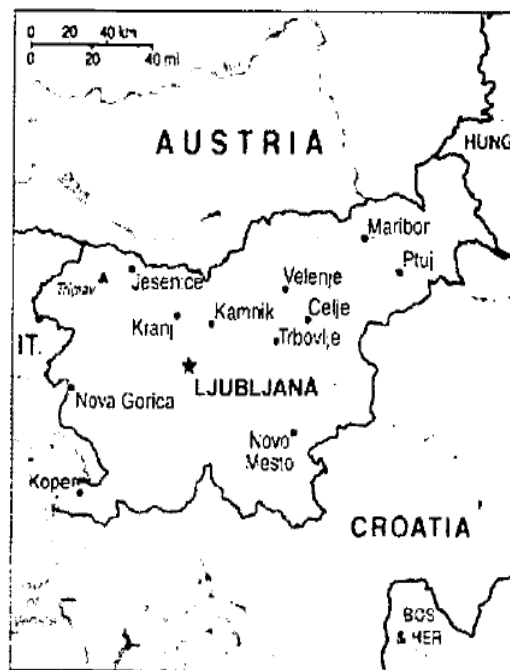 0 20 40 km
0 20 40 mi
AUSTRIA
HUNG
Maribor
Ptuj
Jesenice
Triglav
Velenje
Celje
Kamnik
Kranj
Trbovlje
IT.
LJUBLJANA
Nova Gorica
Novo
Mesto
Koper
CROATIA
BOS
& HER